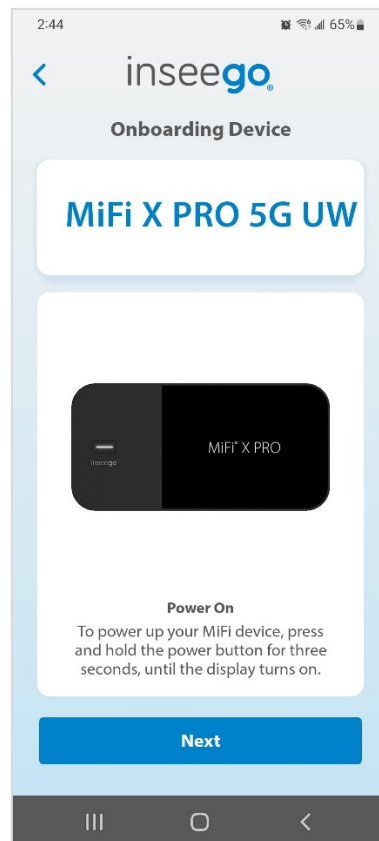 2:44
65%
inseego®
Onboarding Device
MiFi X PRO 5G UW
MiFi® X PRO
inseego
Power On
To power up your MiFi device, press
and hold the power button for three
seconds, until the display turns on.
Next